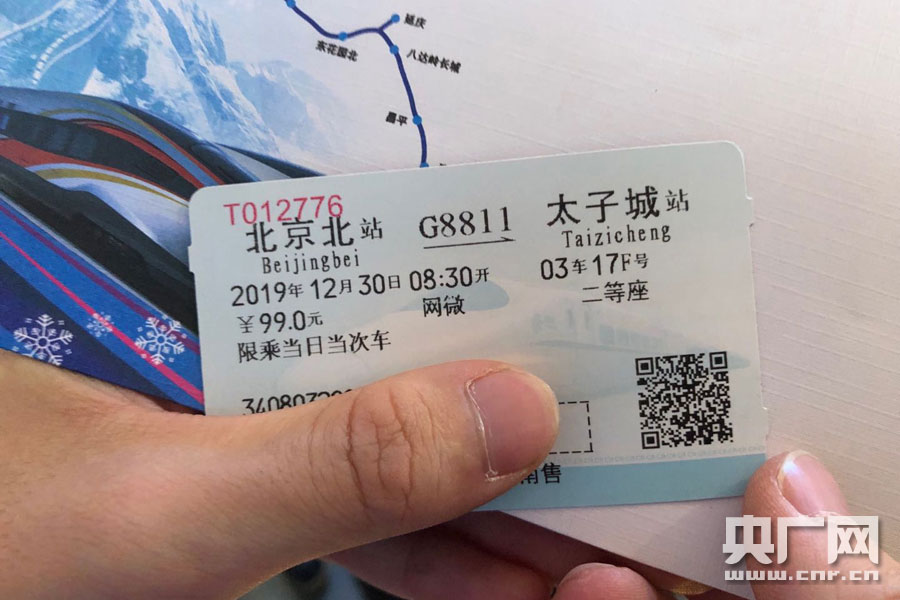 延庆
东花园北
八达岭长城
昌平
T012776
北京北站 G8811 太子城站
Beijingbei Taizicheng
2019年12月30日 08:30开 03车17F号
¥99.0元 网微 二等座
限乘当日当次车
34080
售
央广网
www.cnr.cn